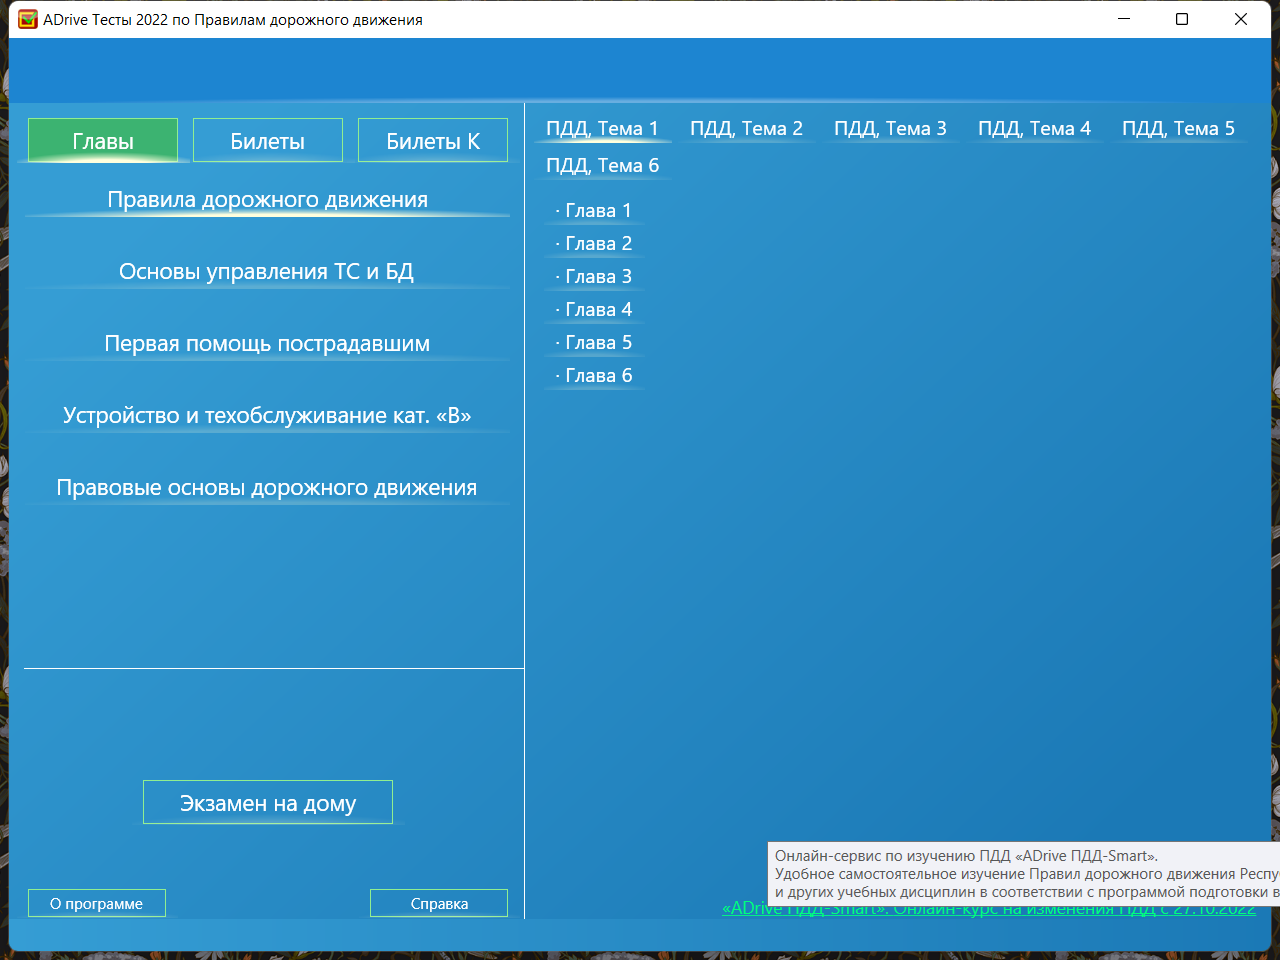 ADrive Тесты 2022 по Правилам дорожного движения
Главы
Билеты
Билеты К
Правила дорожного движения
Основы управления ТС и БД
Первая помощь пострадавшим
Устройство и техобслуживание кат. «В»
Правовые основы дорожного движения
Экзамен на дому
О программе
Справка
ПДД, Тема 1
ПДД, Тема 2
ПДД, Тема 3
ПДД, Тема 4
ПДД, Тема 5
ПДД, Тема 6
· Глава 1
· Глава 2
· Глава 3
· Глава 4
· Глава 5
· Глава 6
Онлайн-сервис по изучению ПДД «ADrive ПДД-Smart».
Удобное самостоятельное изучение Правил дорожного движения Респу
и других учебных дисциплин в соответствии с программой подготовки в
«ADrive ПДД-Smart». Онлайн-курс на изменения ПДД с 27.10.2022